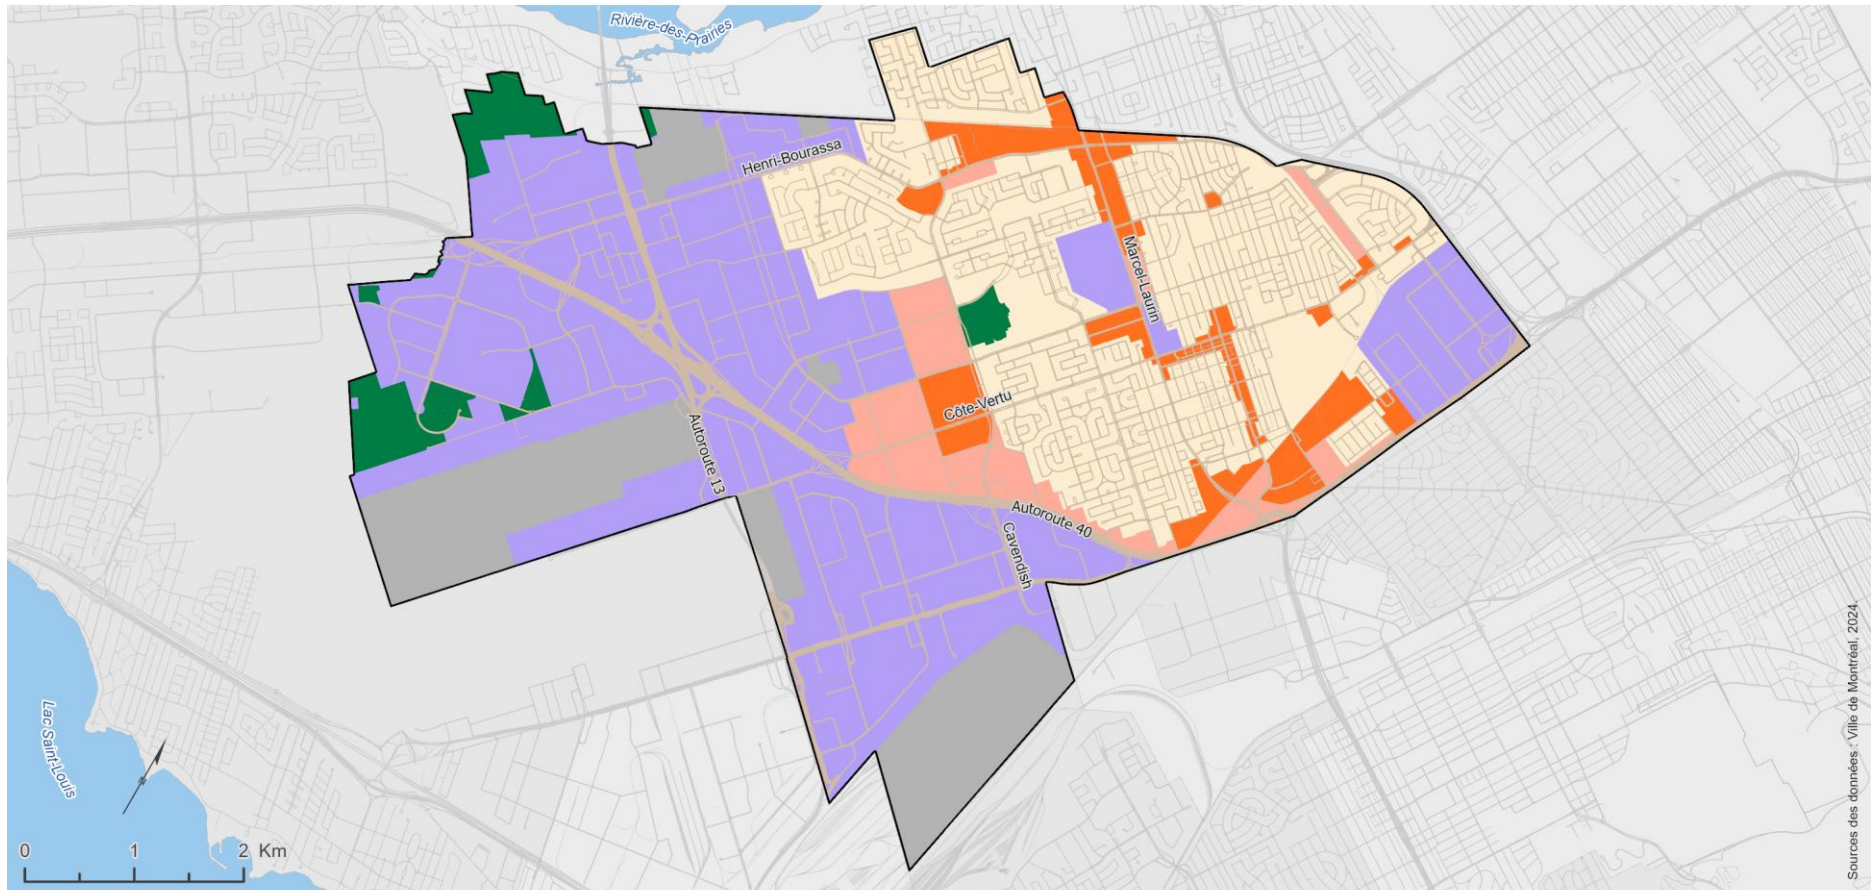 Rivière-des-Prairies
Henri-Bourassa
Marcel-Laurin
Côte-Vertu
Autoroute 13
Autoroute 40
Cavendish
Lac Saint-Louis
N
0 1 2 Km
Sources des données : Ville de Montréal, 2024.